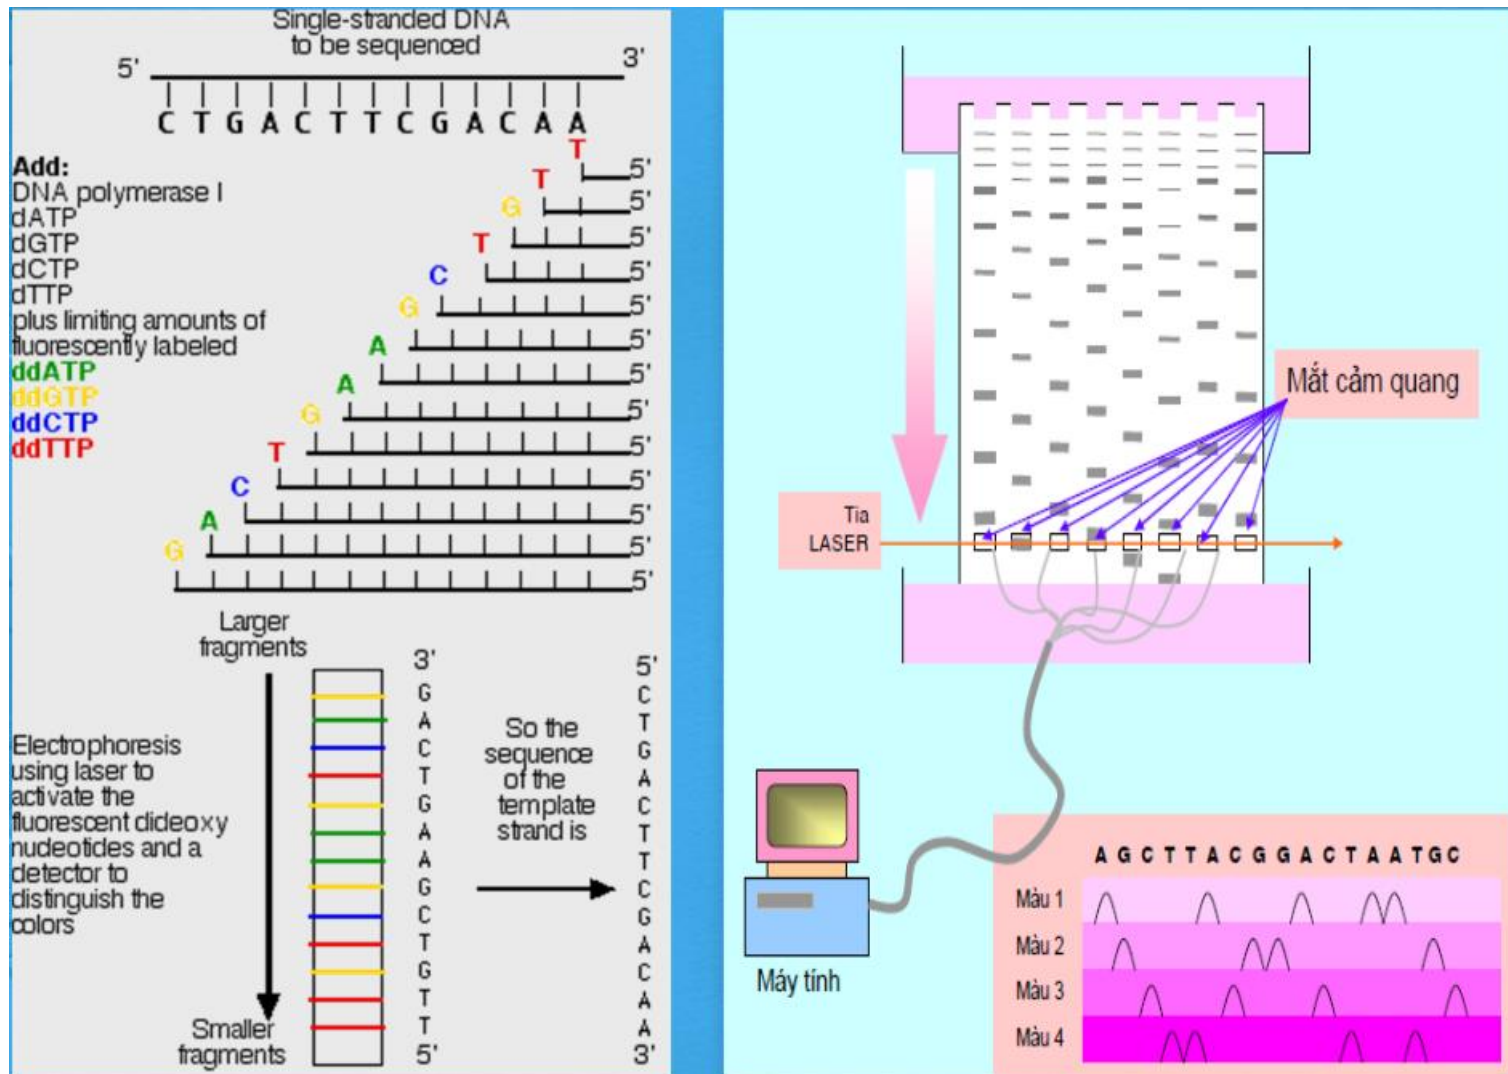 Single-stranded DNA
to be sequenced
5'
3'
C T G A C T T C G A C A A
Add:
DNA polymerase I
dATP
dGTP
dCTP
dTTP
plus limiting amounts of
fluorescently labeled
ddATP
ddGTP
ddCTP
ddTTP
T 5'
T 5'
G 5'
T 5'
C 5'
G 5'
A 5'
A 5'
G 5'
T 5'
C 5'
A 5'
G 5'
Larger
fragments
Electrophoresis
using laser to
activate the
fluorescent dideoxy
nucleotides and a
detector to
distinguish the
colors
Smaller
fragments
3'
G
A
C
T
G
A
A
G
C
T
G
T
T
5'
So the
sequence
of the
template
strand is
5'
C
T
G
A
C
T
T
C
G
A
C
A
A
3'
Mắt cảm quang
Tia
LASER
Máy tính
A G C T T A C G G A C T A A T G C
Màu 1
Màu 2
Màu 3
Màu 4